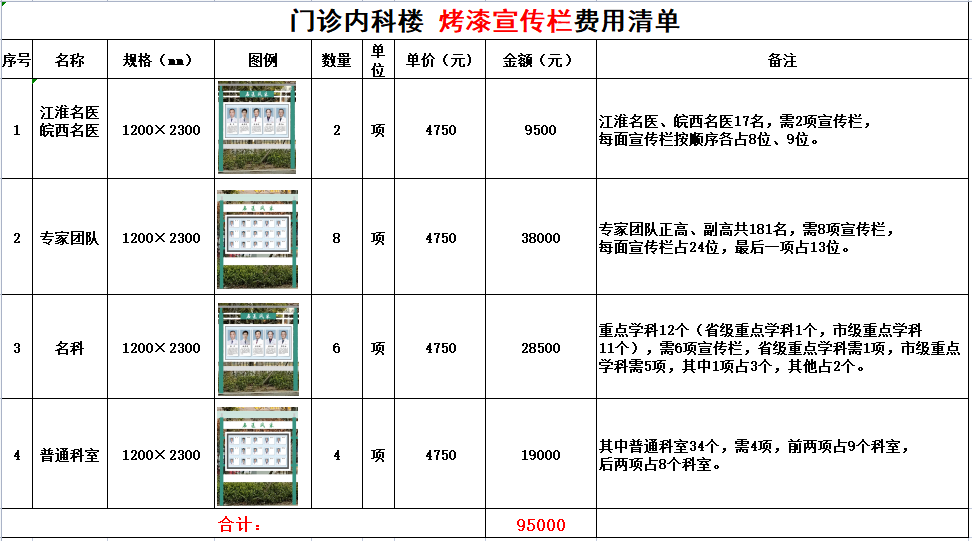 门诊内科楼 烤漆宣传栏费用清单
序号 名称 规格（mm） 图例 数量 单位 单价（元） 金额（元） 备注
1 江淮名医 皖西名医 1200×2300 2 项 4750 9500 江淮名医、皖西名医17名，需2项宣传栏，
每面宣传栏按顺序各占8位、9位。
2 专家团队 1200×2300 8 项 4750 38000 专家团队正高、副高共181名，需8项宣传栏，
每面宣传栏占24位，最后一项占13位。
3 名科 1200×2300 6 项 4750 28500 重点学科12个（省级重点学科1个，市级重点学科
11个），需6项宣传栏，省级重点学科需1项，市级重点
学科需5项，其中1项占3个，其他占2个。
4 普通科室 1200×2300 4 项 4750 19000 其中普通科室34个，需4项，前两项占9个科室，
后两项占8个科室。
合计： 95000